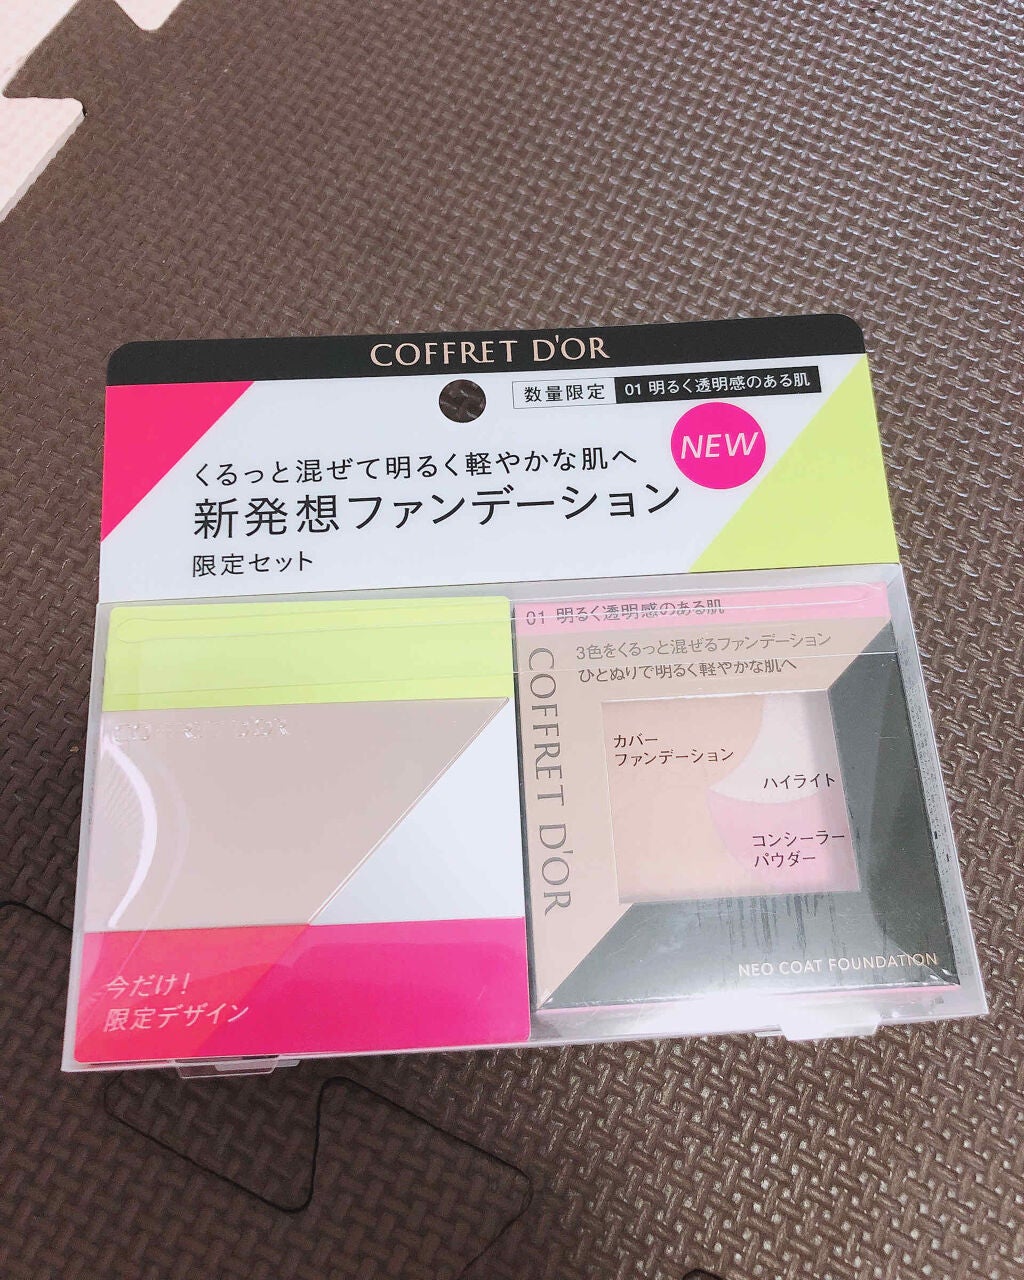 COFFRET D'OR
数量限定 01 明るく透明感のある肌
NEW
くるっと混ぜて明るく軽やかな肌へ
新発想ファンデーション
限定セット
COFFRET D'OR
今だけ!
限定デザイン
01 明るく透明感のある肌
3色をくるっと混ぜるファンデーション
ひとぬりで明るく軽やかな肌へ
COFFRET D'OR
カバー
ファンデーション
ハイライト
コンシーラー
パウダー
NEO COAT FOUNDATION